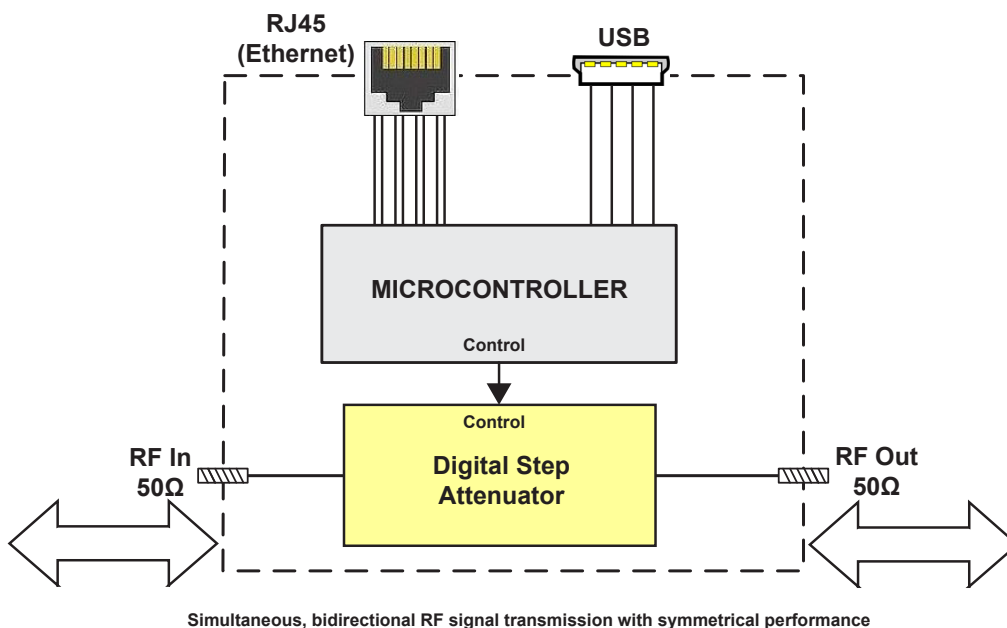 RJ45
(Ethernet)
USB
MICROCONTROLLER
Control
Control
Digital Step
Attenuator
RF In
50Ω
RF Out
50Ω
Simultaneous, bidirectional RF signal transmission with symmetrical performance